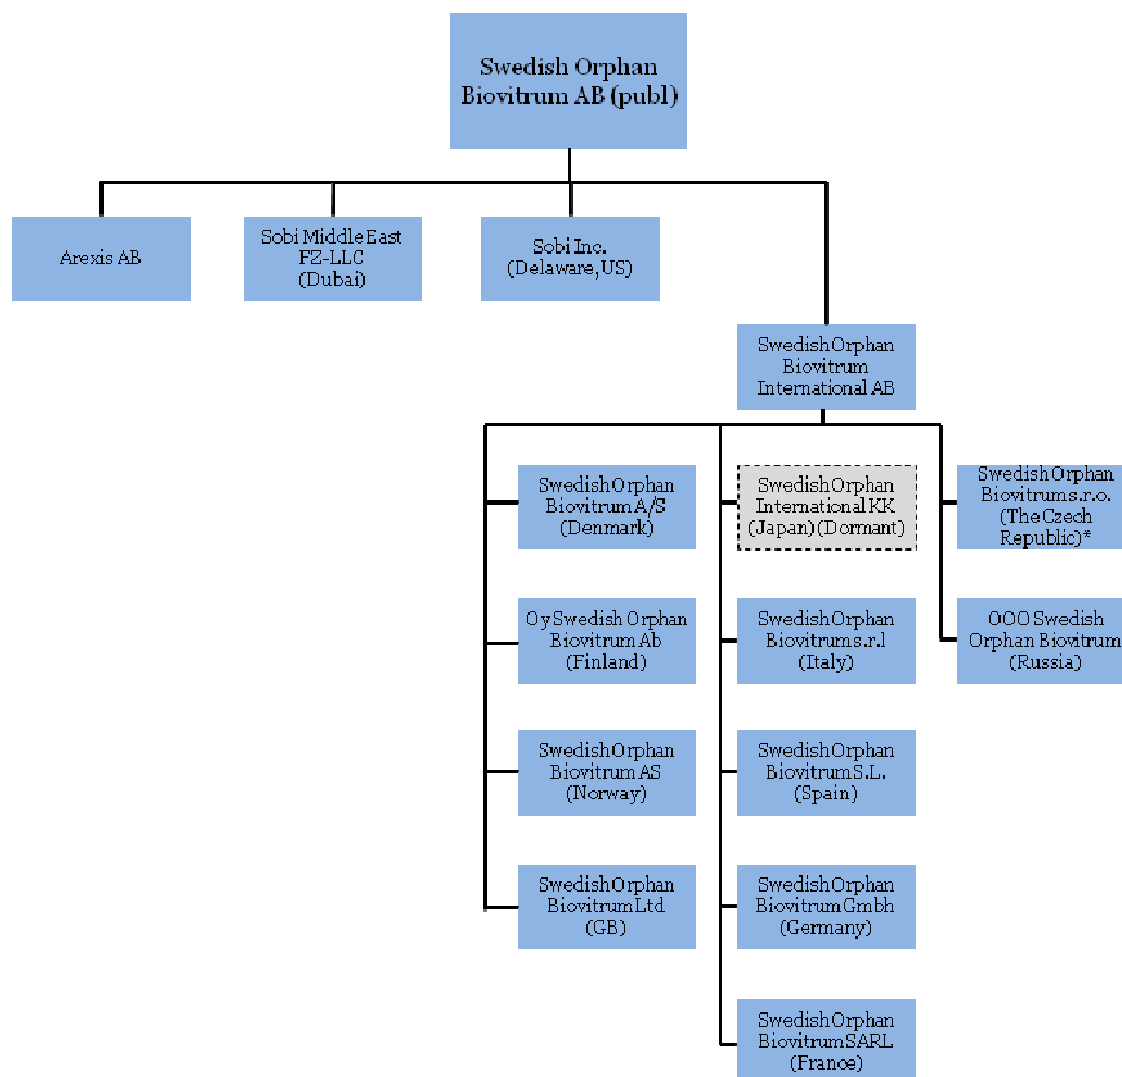 Swedish Orphan
Biovitrum AB (publ)
Arexis AB
Sobi Middle East
FZ-LLC
(Dubai)
Sobi Inc.
(Delaware, US)
Swedish Orphan
Biovitrum
International AB
Swedish Orphan
Biovitrum A/S
(Denmark)
Swedish Orphan
International KK
(Japan) (Dormant)
Swedish Orphan
Biovitrum s.r.o.
(The Czech
Republic)*
Oy Swedish Orphan
Biovitrum Ab
(Finland)
Swedish Orphan
Biovitrum s.r.l
(Italy)
OOO Swedish
Orphan Biovitrum
(Russia)
Swedish Orphan
Biovitrum AS
(Norway)
Swedish Orphan
Biovitrum S.L.
(Spain)
Swedish Orphan
Biovitrum Ltd
(GB)
Swedish Orphan
Biovitrum Gmbh
(Germany)
Swedish Orphan
Biovitrum SARL
(France)